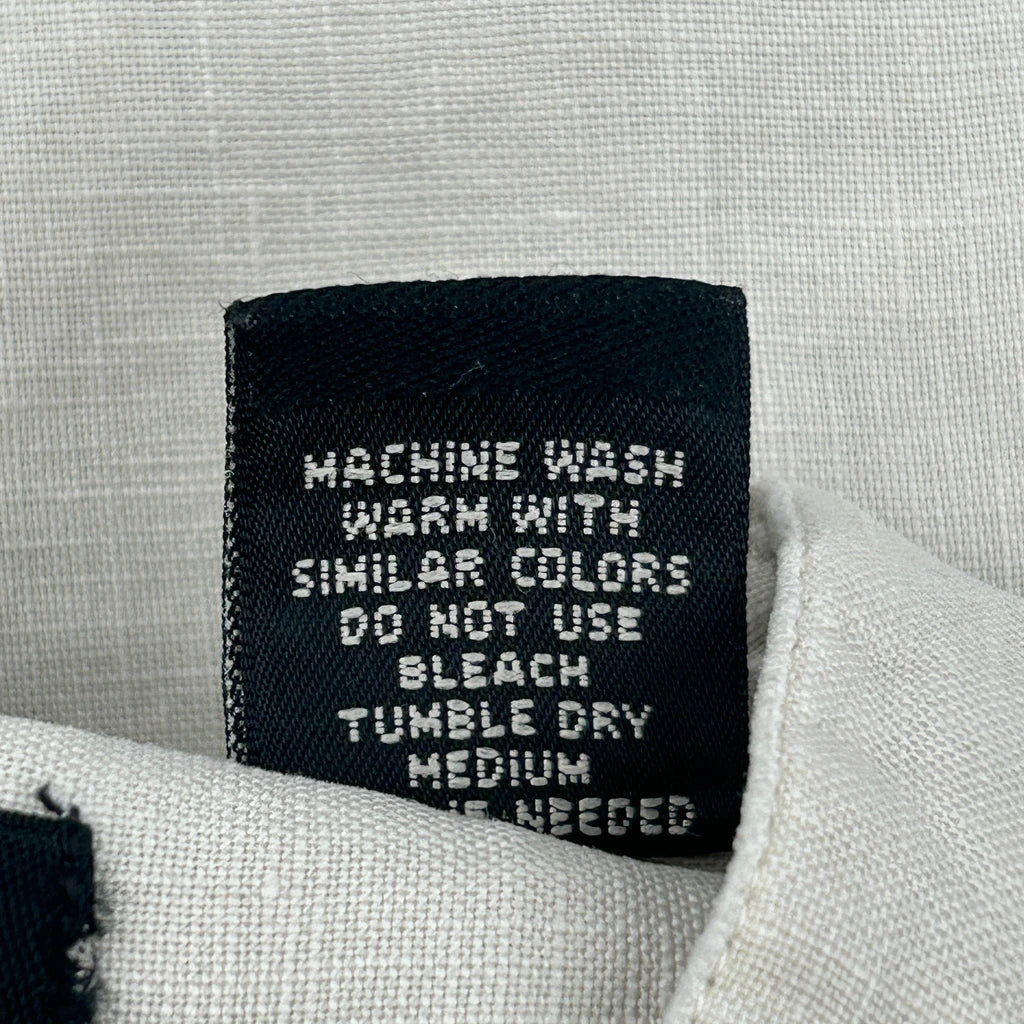 MACHINE WASH
WARM WITH
SIMILAR COLORS
DO NOT USE
BLEACH
TUMBLE DRY
MEDIUM
NEEDED